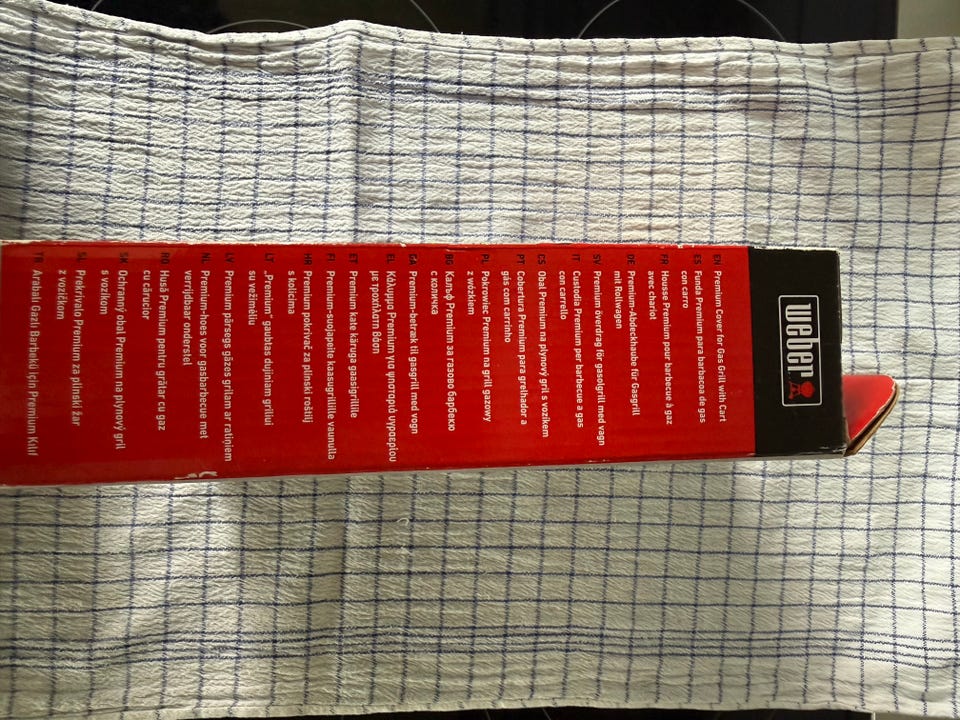 weber
EN Premium Cover for Gas Grill with Cart
ES Funda Premium para barbacoa de gas
con carro
FR Housse Premium pour barbecue à gaz
avec chariot
DE Premium-Abdeckhaube für Gasgrill
mit Rollwagen
SV Premium överdrag för gasolgrill med vagn
IT Custodia Premium per barbecue a gas
con carrello
PT Cobertura Premium para grelhador a
gás com carrinho
CS Obal Premium na plynový gril s vozíkem
PL Pokrowiec Premium na grill gazowy
z wózkiem
BG Калъф Premium за газово барбекю
с количка
DA Premium-betræk til gasgrill med vogn
EL Κάλυμμα Premium για ψησταριά υγραερίου
με τροχήλατη βάση
ET Premium kate käruga gaasigrillile
FI Premium-suojapeite kaasugrillille vaunulla
HR Premium pokrivač za plinski roštilj
s kolicima
LT „Premium“ gaubtas dujiniam griliui
su vežimėliu
LV Premium pārsegs gāzes grilam ar ratiņiem
NL Premium-hoes voor gasbarbecue met
verrijdbaar onderstel
RO Husă Premium pentru grătar cu gaz
cu cărucior
SK Ochranný obal Premium na plynový gril
s vozíkom
SL Prekrivalo Premium za plinski žar
z vozičkom
TR Arabalı Gazlı Barbekü için Premium Kılıf